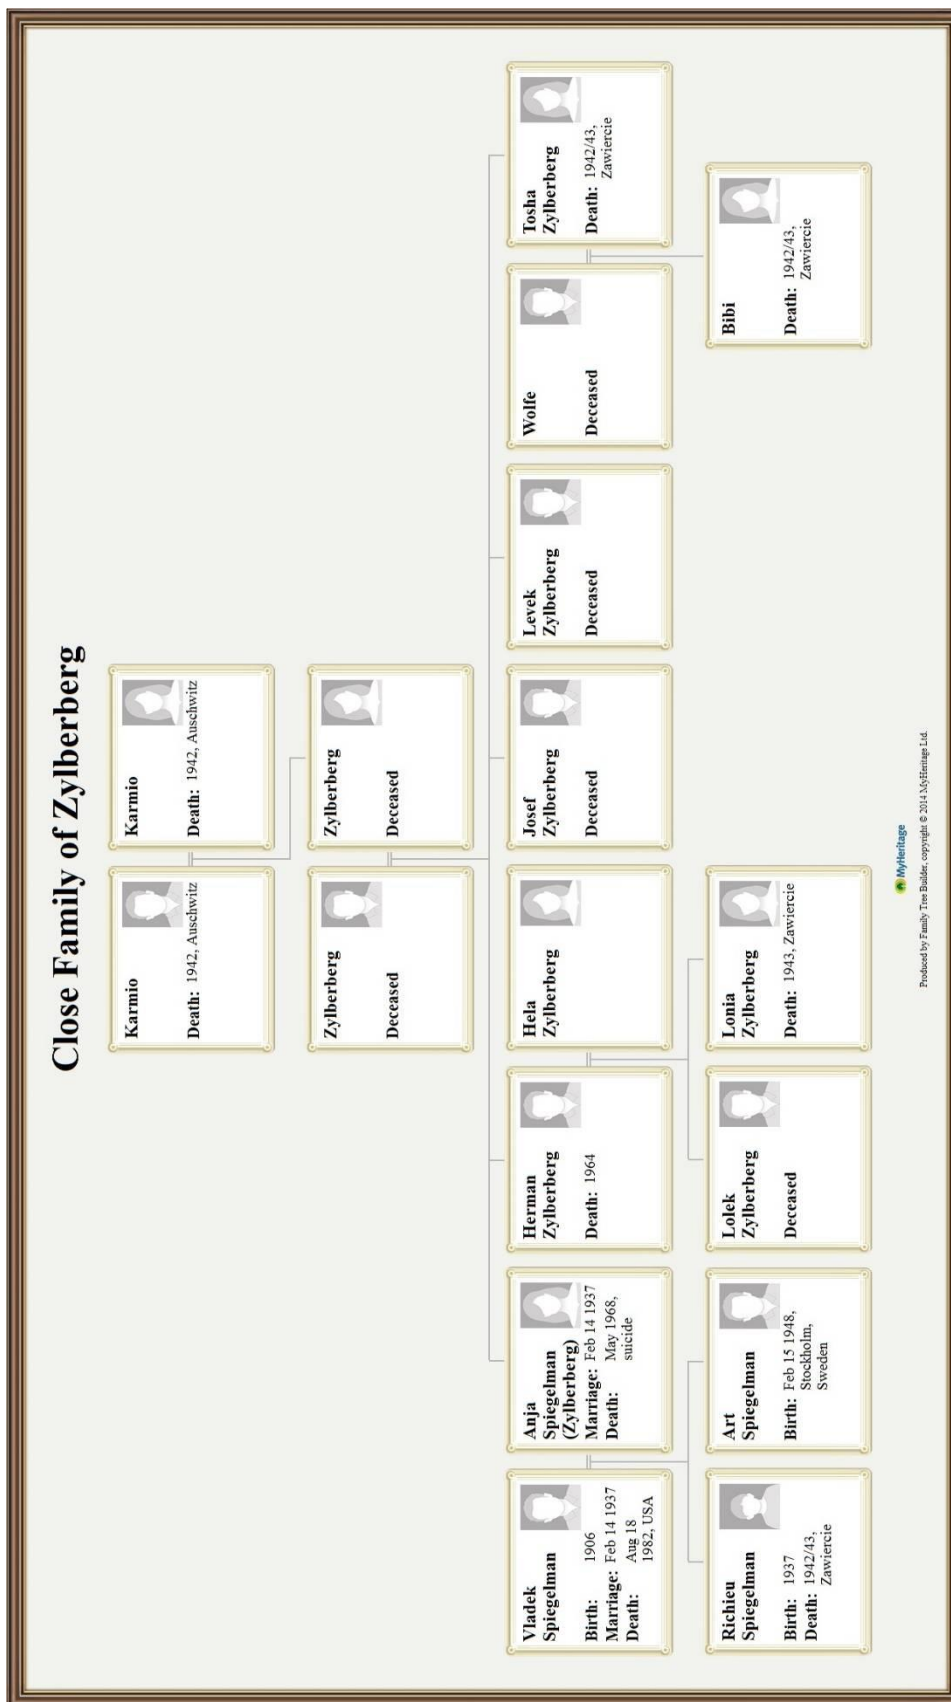 Close Family of Zylberberg
Karmio
Death: 1942, Auschwitz
Karmio
Death: 1942, Auschwitz
Zylberberg
Deceased
Zylberberg
Deceased
Vladek
Spiegelman
Birth: 1906
Marriage: Feb 14 1937
Death: Aug 18
1982, USA
Anja
Spiegelman
(Zylberberg)
Marriage: Feb 14 1937
Death: May 1968,
suicide
Herman
Zylberberg
Death: 1964
Hela
Zylberberg
Josef
Zylberberg
Deceased
Levek
Zylberberg
Deceased
Wolfe
Deceased
Tosha
Zylberberg
Death: 1942/43,
Zawiercie
Richieu
Spiegelman
Birth: 1937
Death: 1942/43,
Zawiercie
Art
Spiegelman
Birth: Feb 15 1948,
Stockholm,
Sweden
Lolek
Zylberberg
Deceased
Lonia
Zylberberg
Death: 1943, Zawiercie
Bibi
Death: 1942/43,
Zawiercie
MyHeritage
Produced by Family Tree Builder, copyright © 2014 MyHeritage Ltd.